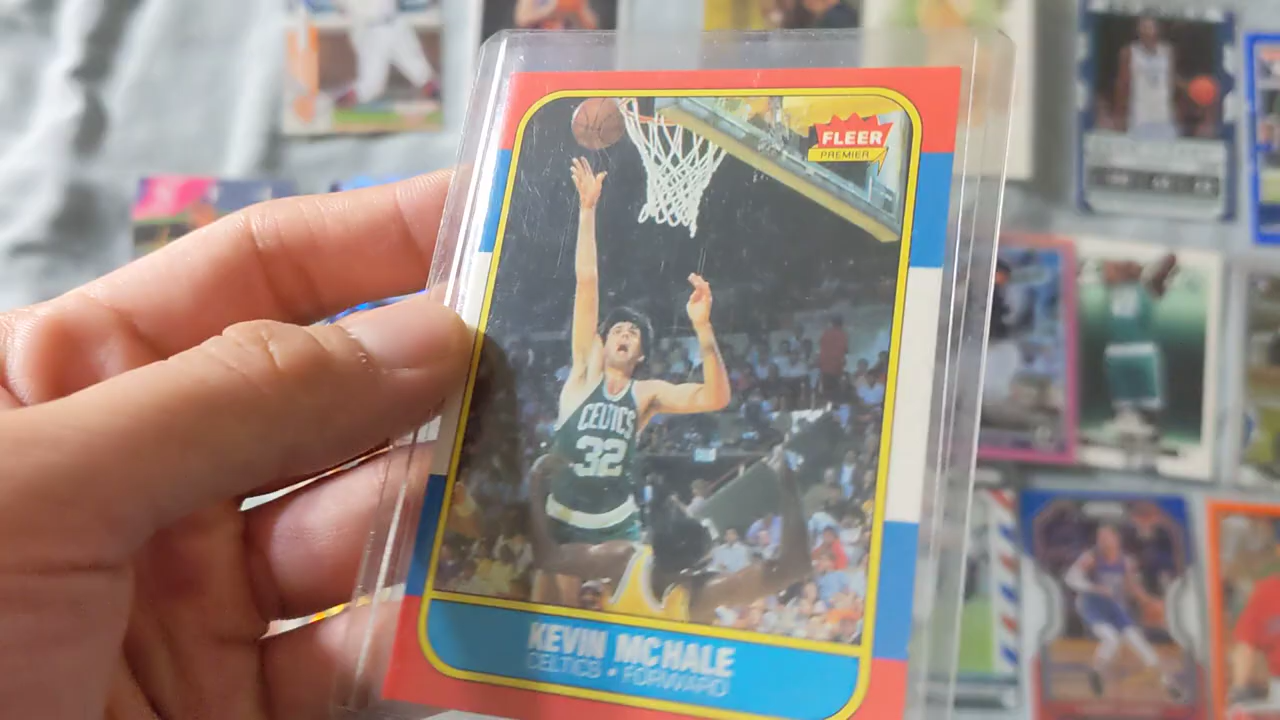 FLEER
PREMIER
CELTICS
32
KEVIN MCHALE
CELTICS • FORWARD